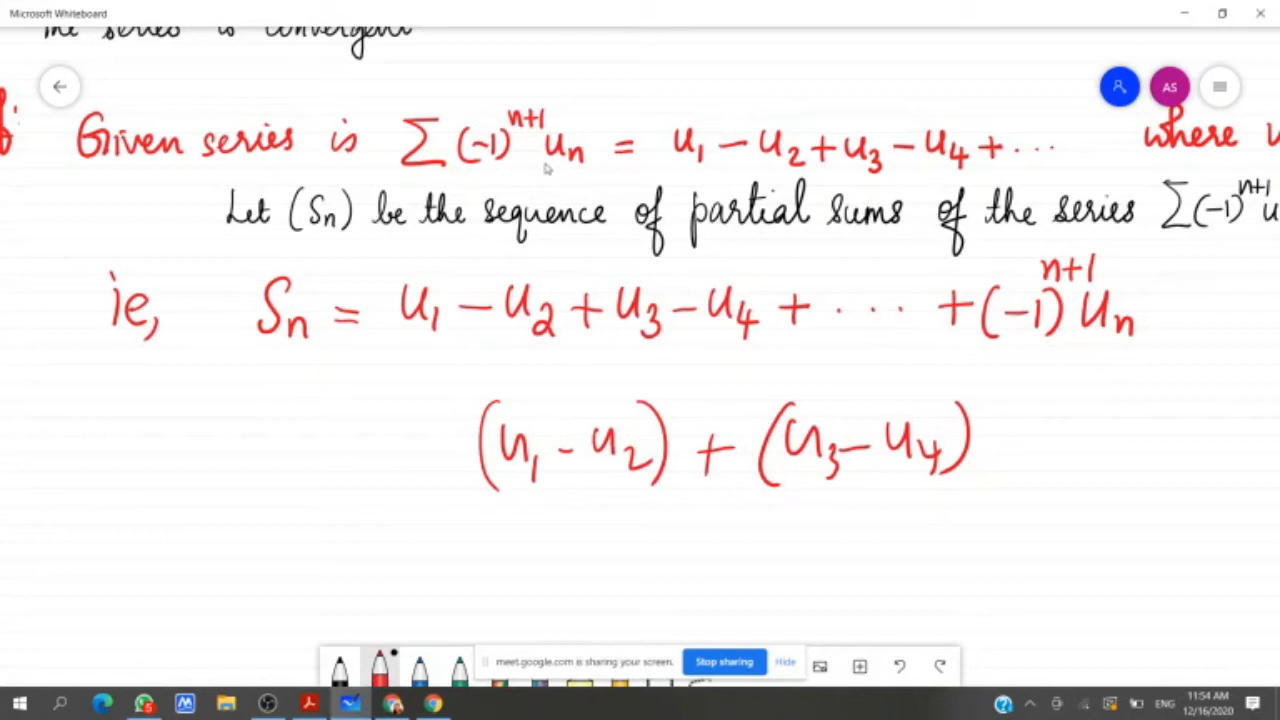 Microsoft Whiteboard
the series is convergent
AS
Given series is ∑ (-1)^{n+1} u_n = u_1 - u_2 + u_3 - u_4 + ... where
Let (S_n) be the sequence of partial sums of the series ∑(-1)^{n+1} u
ie, S_n = u_1 - u_2 + u_3 - u_4 + .... + (-1)^{n+1} u_n
(u_1 - u_2) + (u_3 - u_4)
meet.google.com is sharing your screen. Stop sharing Hide
ENG 11:54 AM
12/16/2020